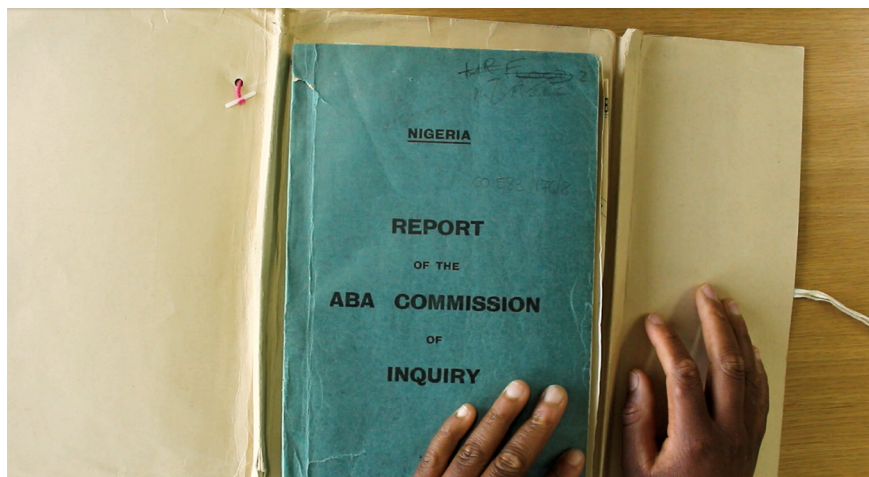 NIGERIA
REPORT
OF THE
ABA COMMISSION
OF
INQUIRY